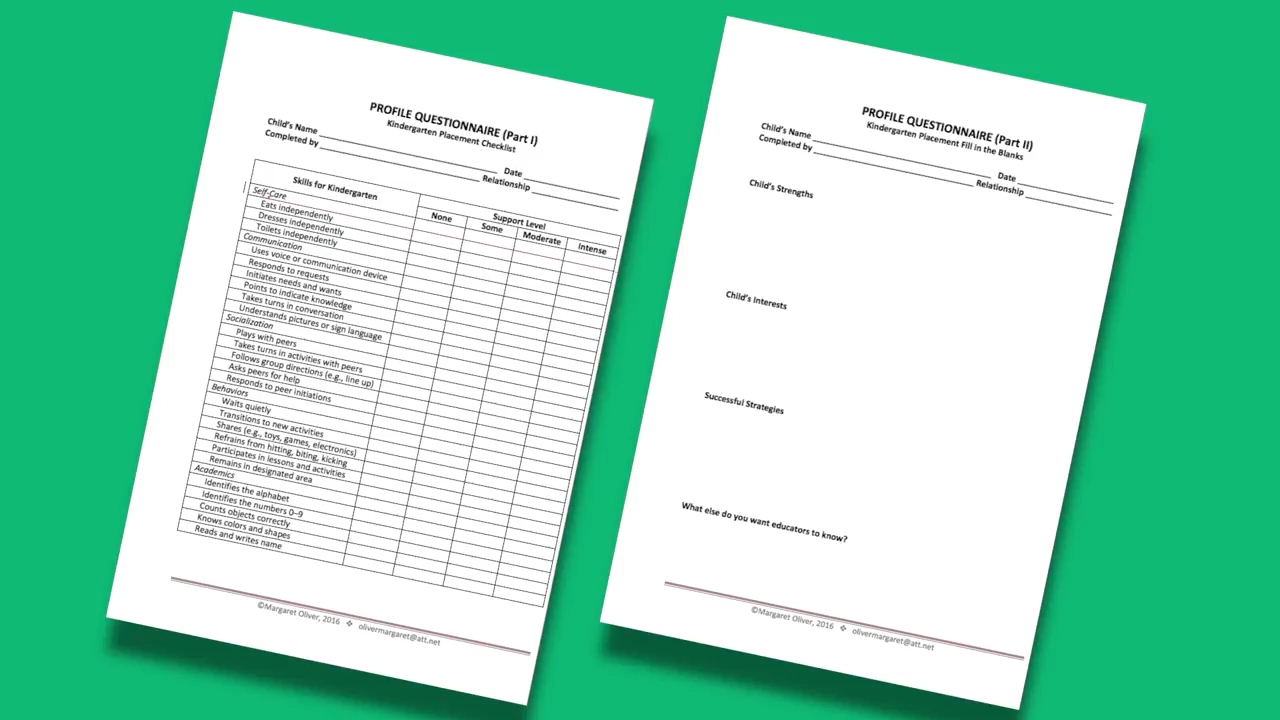 PROFILE QUESTIONNAIRE (Part I)
Kindergarten Placement Checklist
Child's Name Date
Completed by Relationship
Skills for Kindergarten
Support Level
None Some Moderate Intense
Self-Care
Eats independently
Dresses independently
Toilets independently
Communication
Uses voice or communication device
Responds to requests
Initiates needs and wants
Points to indicate knowledge
Takes turns in conversation
Understands pictures or sign language
Socialization
Plays with peers
Takes turns in activities with peers
Follows group directions (e.g., line up)
Asks peers for help
Responds to peer initiations
Behaviors
Waits quietly
Transitions to new activities
Shares (e.g., toys, games, electronics)
Refrains from hitting, biting, kicking
Participates in lessons and activities
Remains in designated area
Academics
Identifies the alphabet
Identifies the numbers 0–9
Counts objects correctly
Knows colors and shapes
Reads and writes name
©Margaret Oliver, 2016 ❖ olivermargaret@att.net
PROFILE QUESTIONNAIRE (Part II)
Kindergarten Placement Fill in the Blanks
Child's Name Date
Completed by Relationship
Child's Strengths
Child's Interests
Successful Strategies
What else do you want educators to know?
©Margaret Oliver, 2016 ❖ olivermargaret@att.net